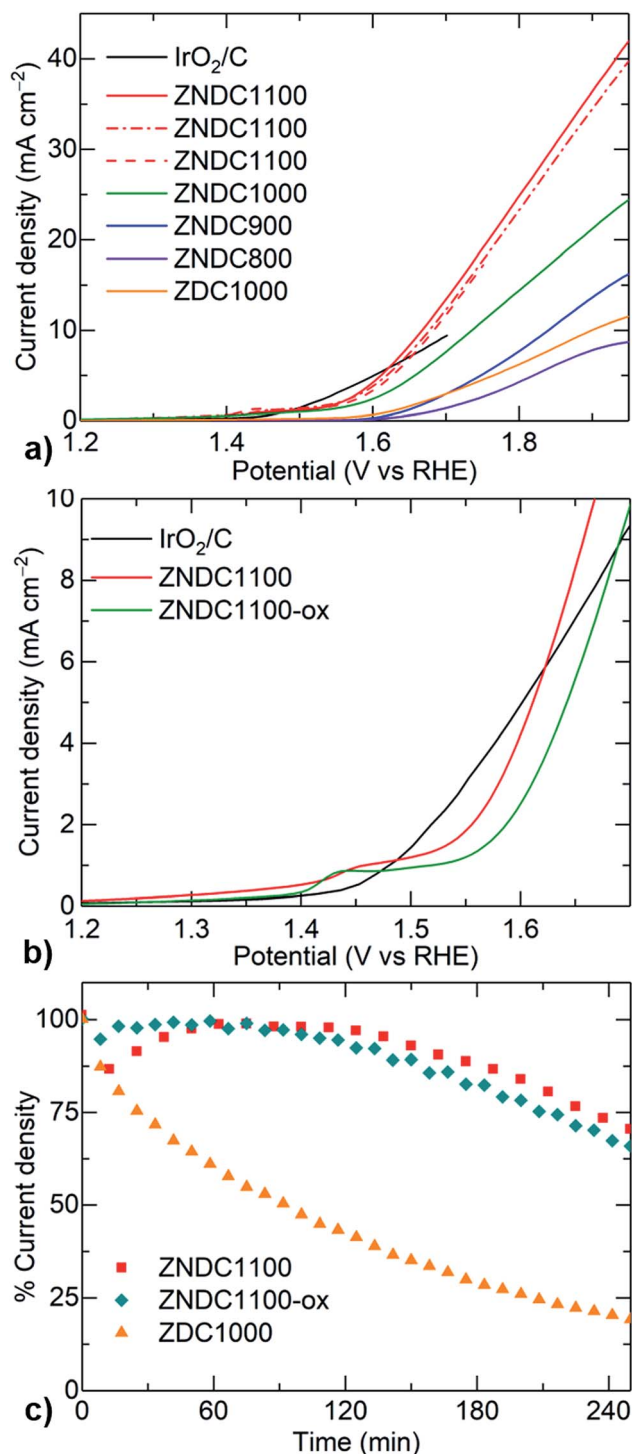 40
30
20
10
0
Current density (mA cm⁻²)
IrO₂/C
ZNDC1100
ZNDC1100
ZNDC1100
ZNDC1000
ZNDC900
ZNDC800
ZDC1000
1.2
1.4
1.6
1.8
a)
Potential (V vs RHE)
10
8
6
4
2
0
Current density (mA cm⁻²)
IrO₂/C
ZNDC1100
ZNDC1100-ox
1.2
1.3
1.4
1.5
1.6
b)
Potential (V vs RHE)
100
75
50
25
0
% Current density
ZNDC1100
ZNDC1100-ox
ZDC1000
0
60
120
180
240
c)
Time (min)